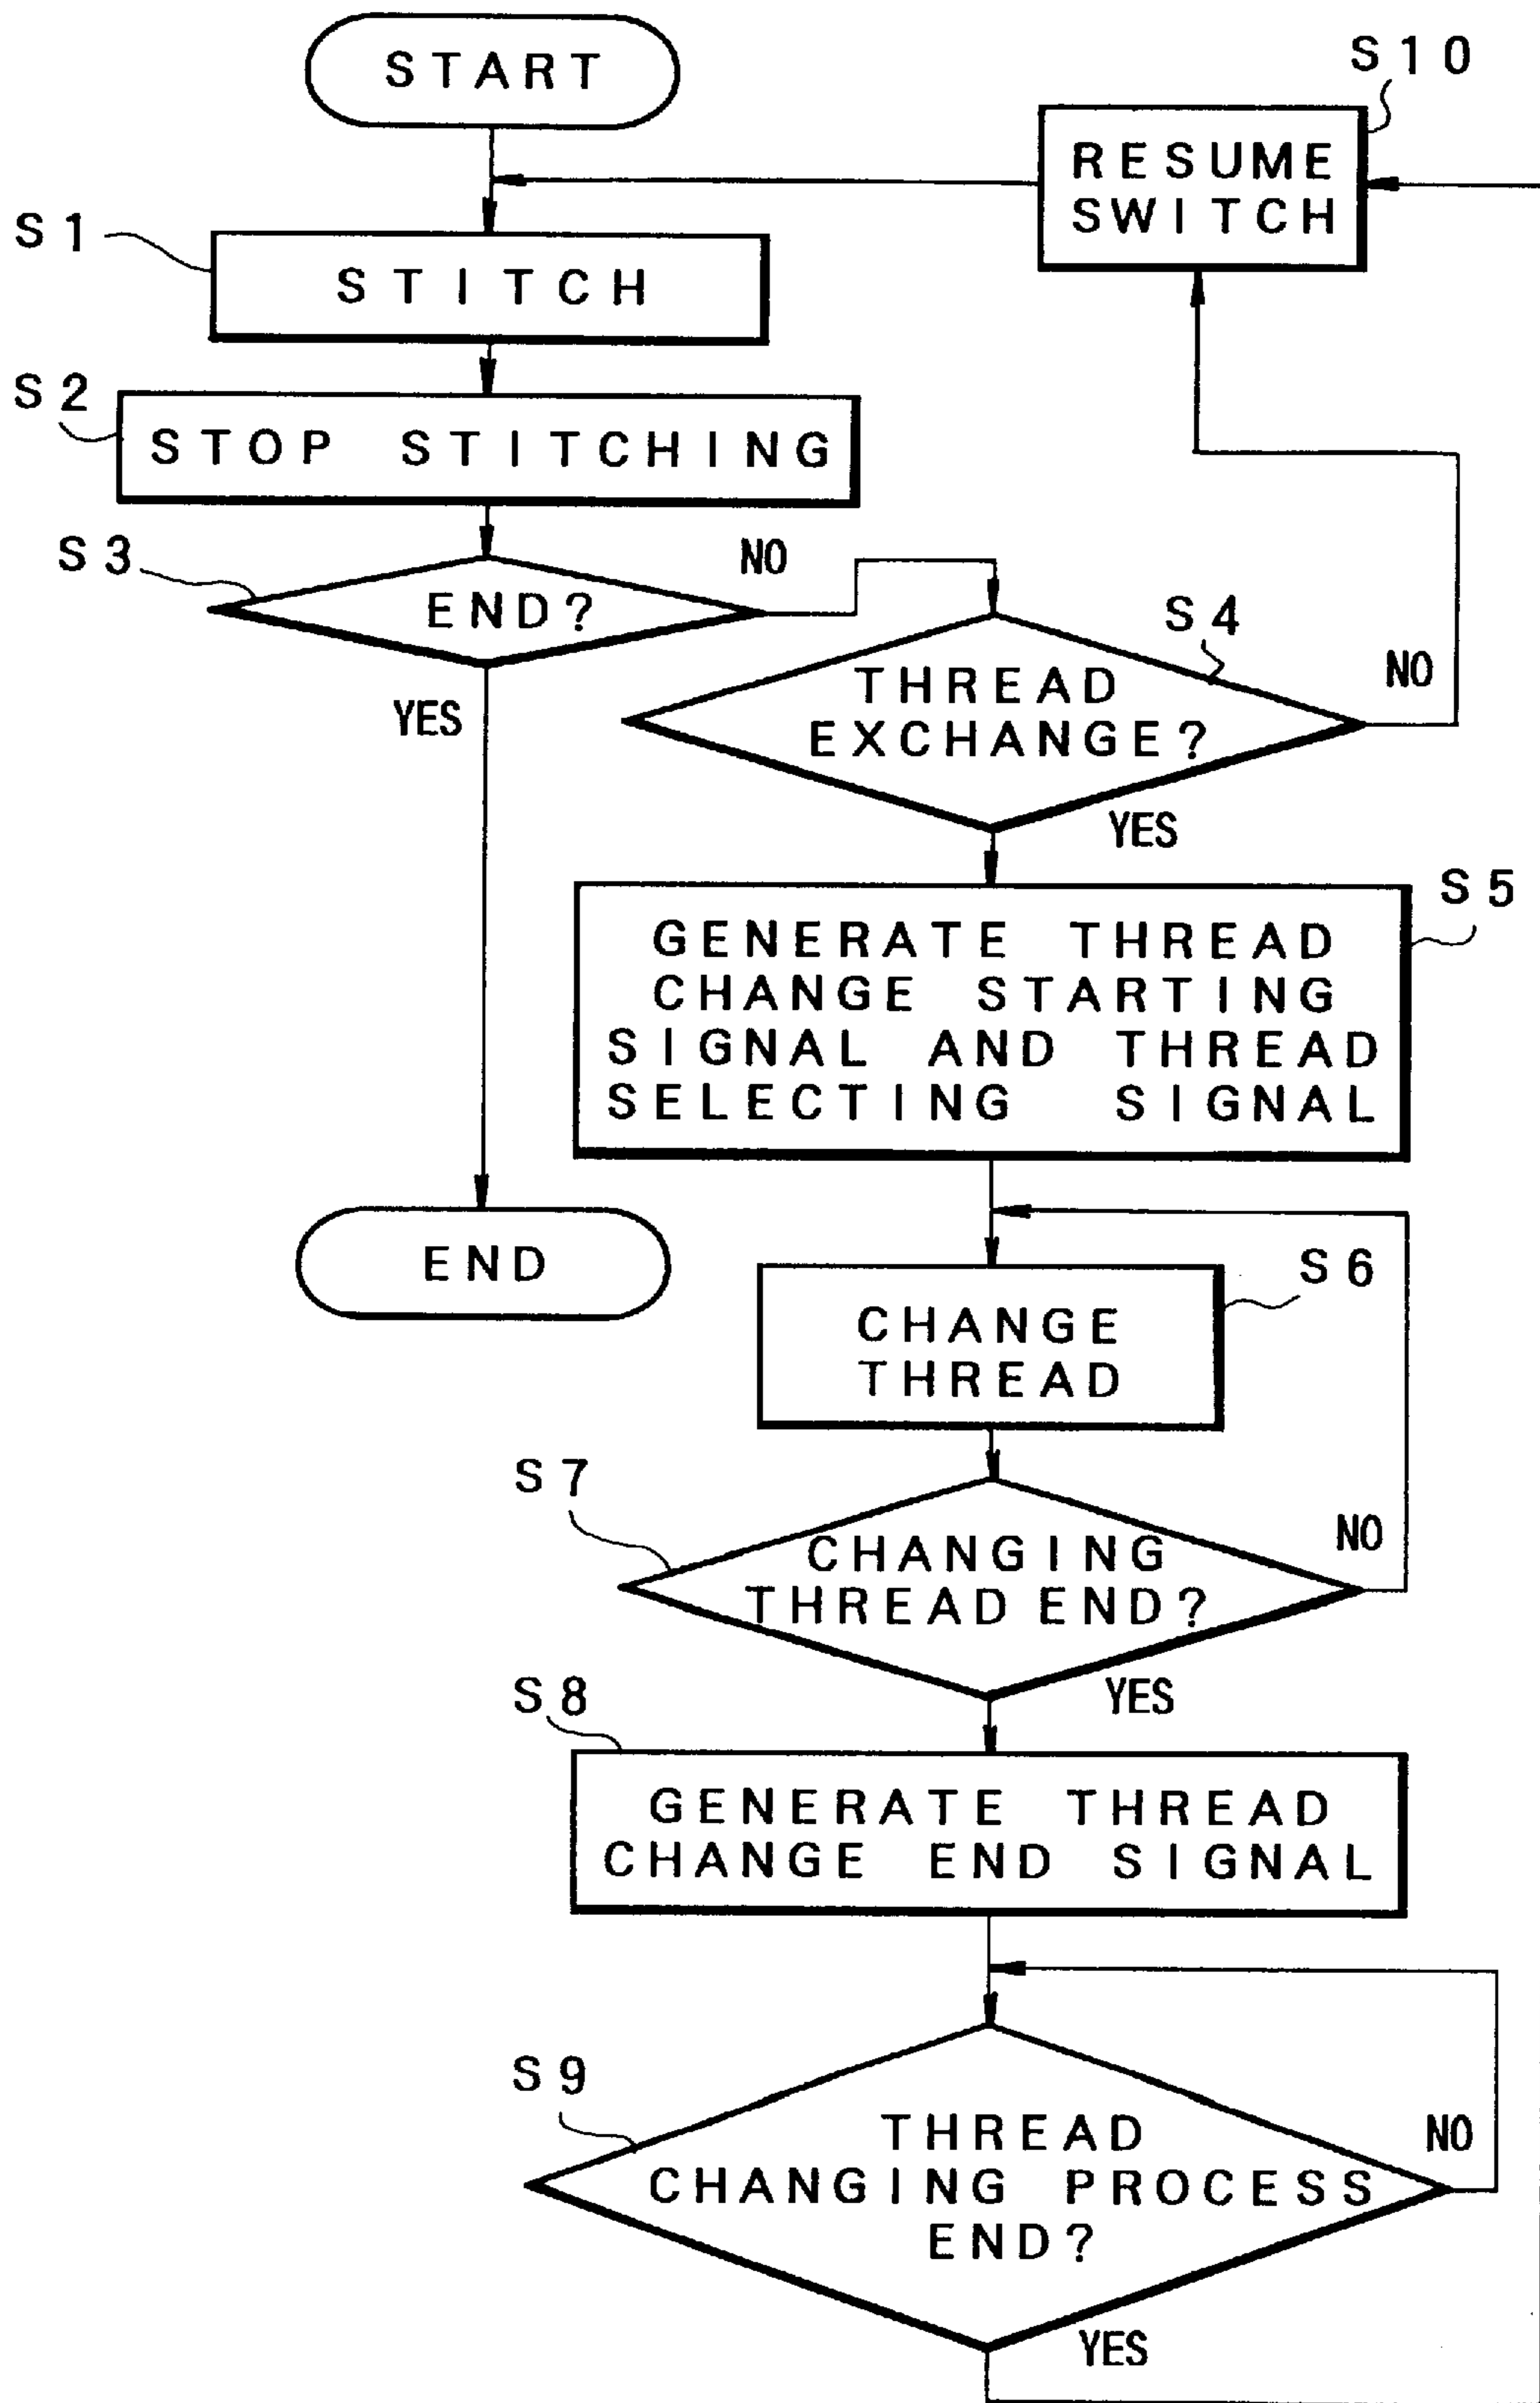 START
S10
RESUME
SWITCH
S1
STITCH
S2
STOP STITCHING
S3
END?
NO
YES
S4
THREAD
EXCHANGE?
NO
YES
S5
GENERATE THREAD
CHANGE STARTING
SIGNAL AND THREAD
SELECTING SIGNAL
END
S6
CHANGE
THREAD
S7
CHANGING
THREAD END?
NO
YES
S8
GENERATE THREAD
CHANGE END SIGNAL
S9
THREAD
CHANGING PROCESS
END?
NO
YES